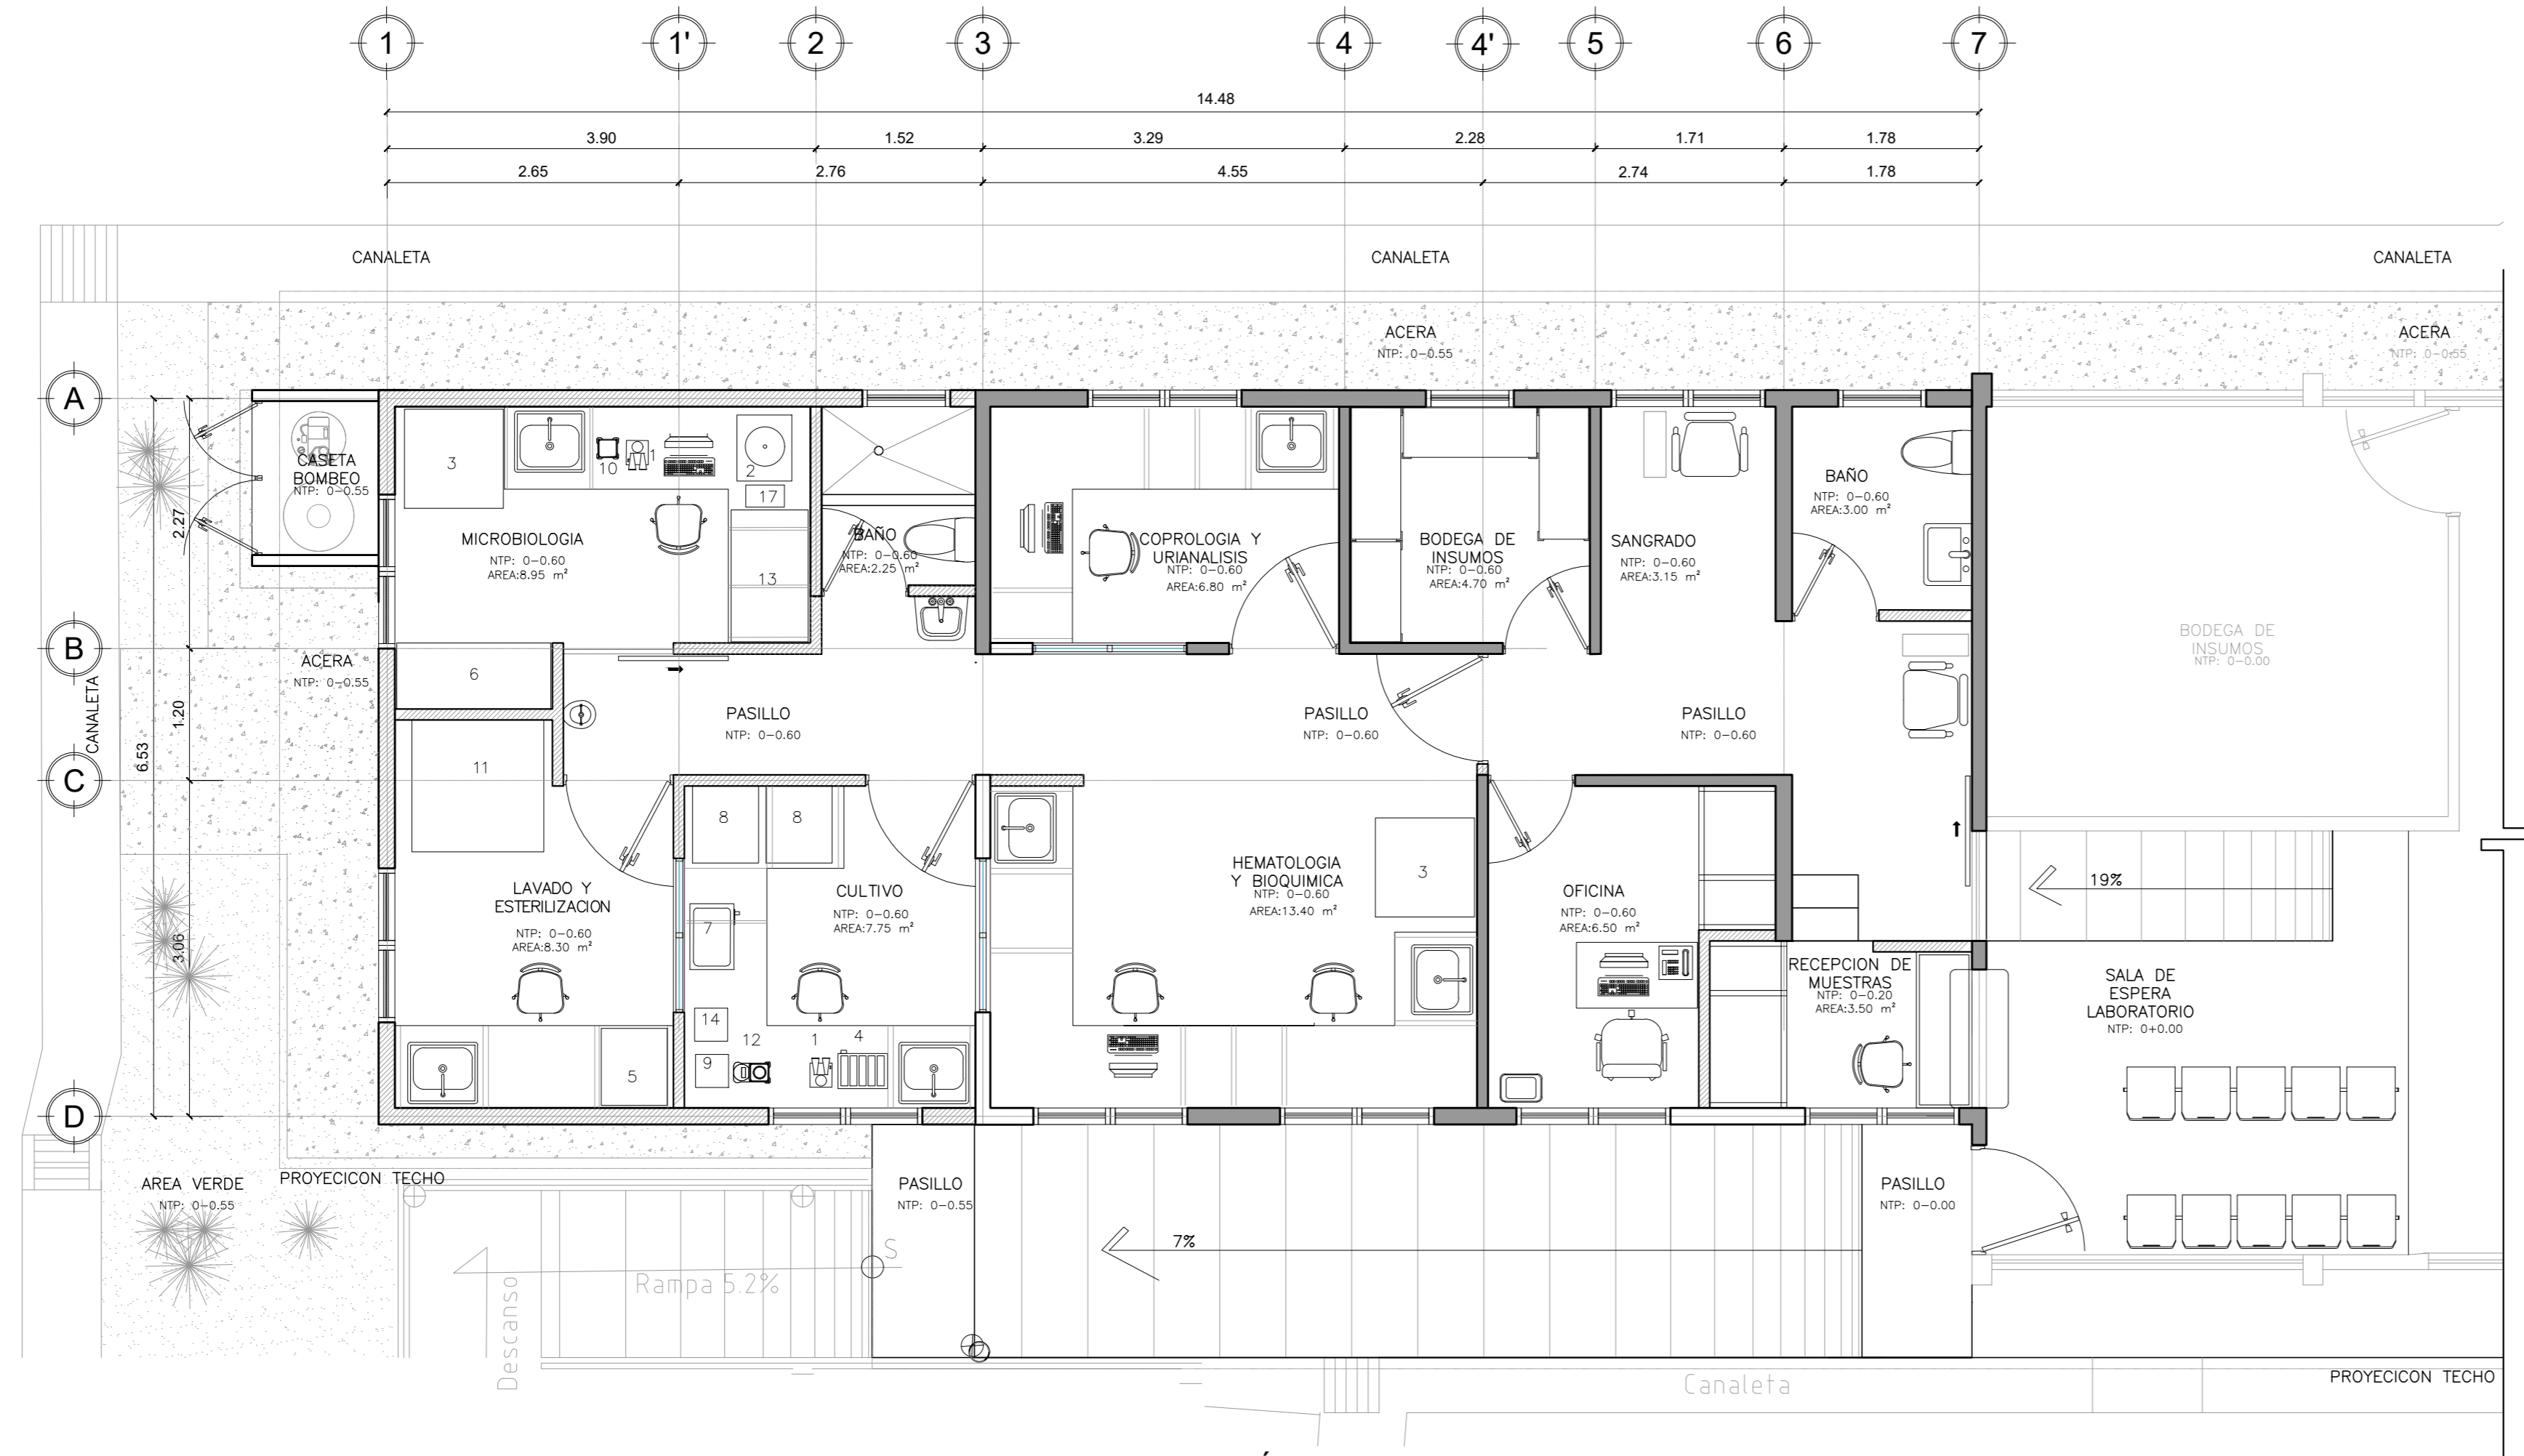 1 1' 2 3 4 4' 5 6 7
14.48
3.90 1.52 3.29 2.28 1.71 1.78
2.65 2.76 4.55 2.74 1.78
CANALETA CANALETA CANALETA
ACERA
NTP: 0-0.55
ACERA
NTP: 0-0.55
A
B
C
D
2.27
1.20
3.06
6.53
CANALETA
CASETA
BOMBEO
NTP: 0-0.55
ACERA
NTP: 0-0.55
3
10
1
2
17
13
MICROBIOLOGIA
NTP: 0-0.60
AREA:8.95 m²
BAÑO
NTP: 0-0.60
AREA:2.25 m²
COPROLOGIA Y
URIANALISIS
NTP: 0-0.60
AREA:6.80 m²
BODEGA DE
INSUMOS
NTP: 0-0.60
AREA:4.70 m²
SANGRADO
NTP: 0-0.60
AREA:3.15 m²
BAÑO
NTP: 0-0.60
AREA:3.00 m²
BODEGA DE
INSUMOS
NTP: 0-0.00
6
PASILLO
NTP: 0-0.60
PASILLO
NTP: 0-0.60
PASILLO
NTP: 0-0.60
11
LAVADO Y
ESTERILIZACION
NTP: 0-0.60
AREA:8.30 m²
5
8
8
7
14
9
12
1
4
CULTIVO
NTP: 0-0.60
AREA:7.75 m²
HEMATOLOGIA
Y BIOQUIMICA
NTP: 0-0.60
AREA:13.40 m²
3
OFICINA
NTP: 0-0.60
AREA:6.50 m²
RECEPCION DE
MUESTRAS
NTP: 0-0.20
AREA:3.50 m²
19%
SALA DE
ESPERA
LABORATORIO
NTP: 0+0.00
AREA VERDE
NTP: 0-0.55
PROYECICON TECHO
PASILLO
NTP: 0-0.55
PASILLO
NTP: 0-0.00
7%
S
Rampa 5.2%
Descanso
Canaleta
PROYECICON TECHO